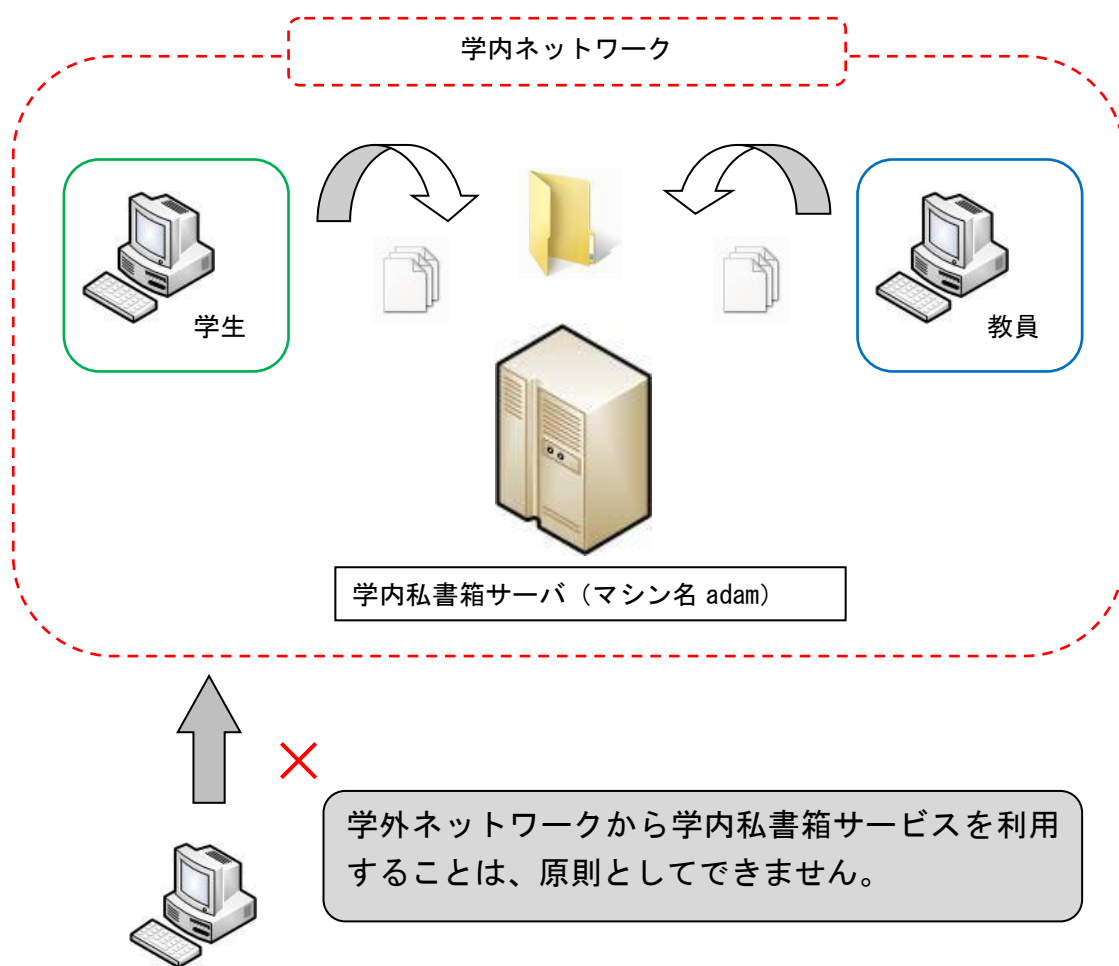 学内ネットワーク
学生
教員
学内私書箱サーバ（マシン名 adam）
学外ネットワークから学内私書箱サービスを利用
することは、原則としてできません。